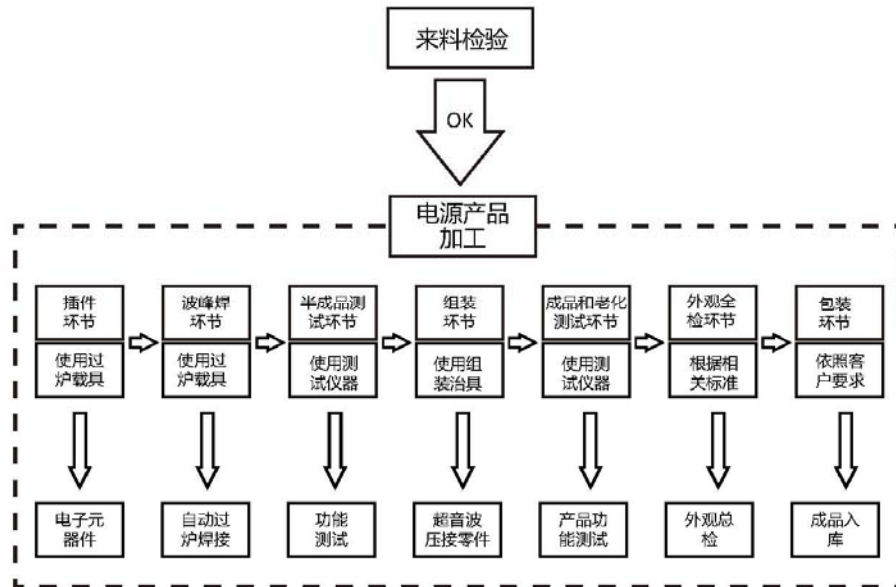 来料检验
OK
电源产品
加工
插件
环节
使用过
炉载具
电子元
器件
波峰焊
环节
使用过
炉载具
自动过
炉焊接
半成品测
试环节
使用测
试仪器
功能
测试
组装
环节
使用组
装治具
超音波
压接零件
成品和老化
测试环节
使用测
试仪器
产品功
能测试
外观全
检环节
根据相
关标准
外观总
检
包装
环节
依照客
户要求
成品入
库